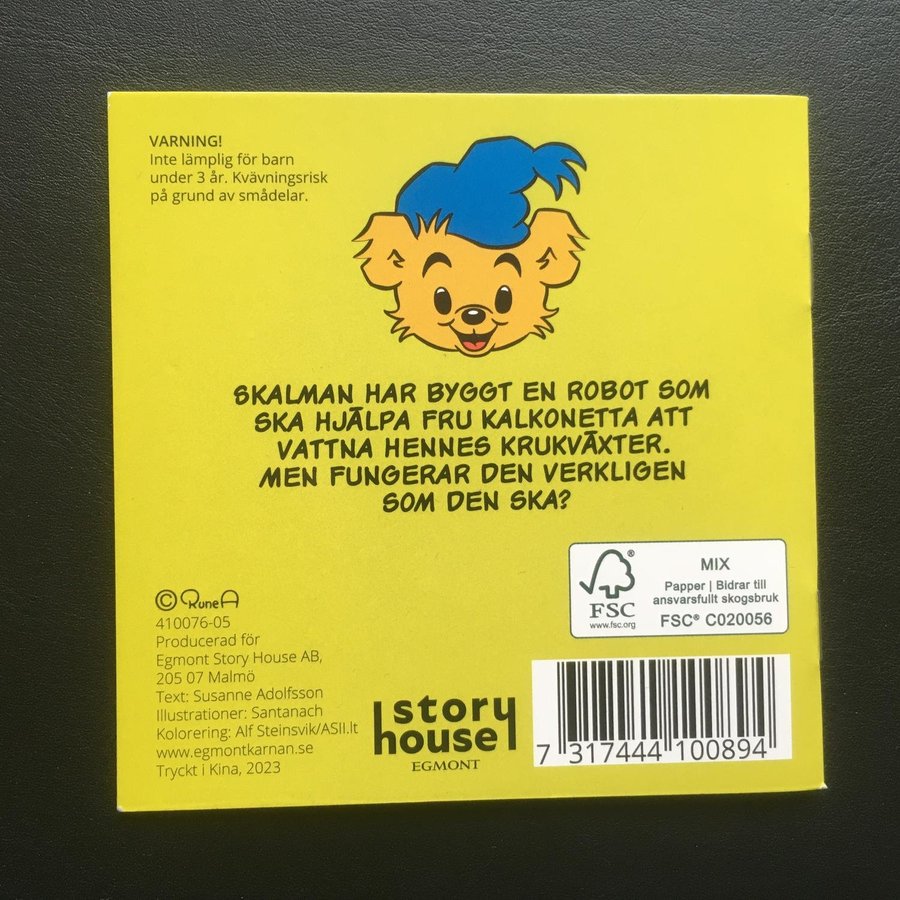 VARNING!
Inte lämplig för barn
under 3 år. Kvävningsrisk
på grund av smådelar.
SKALMAN HAR BYGGT EN ROBOT SOM
SKA HJÄLPA FRU KALKONETTA ATT
VATTNA HENNES KRUKVÄXTER.
MEN FUNGERAR DEN VERKLIGEN
SOM DEN SKA?
FSC®
www.fsc.org
MIX
Papper | Bidrar till
ansvarsfullt skogsbruk
FSC® C020056
© Rune A
410076-05
Producerad för
Egmont Story House AB,
205 07 Malmö
Text: Susanne Adolfsson
Illustrationer: Santanach
Kolorering: Alf Steinsvik/ASII.lt
www.egmontkarnan.se
Tryckt i Kina, 2023
story
house
EGMONT
7 317444 100894